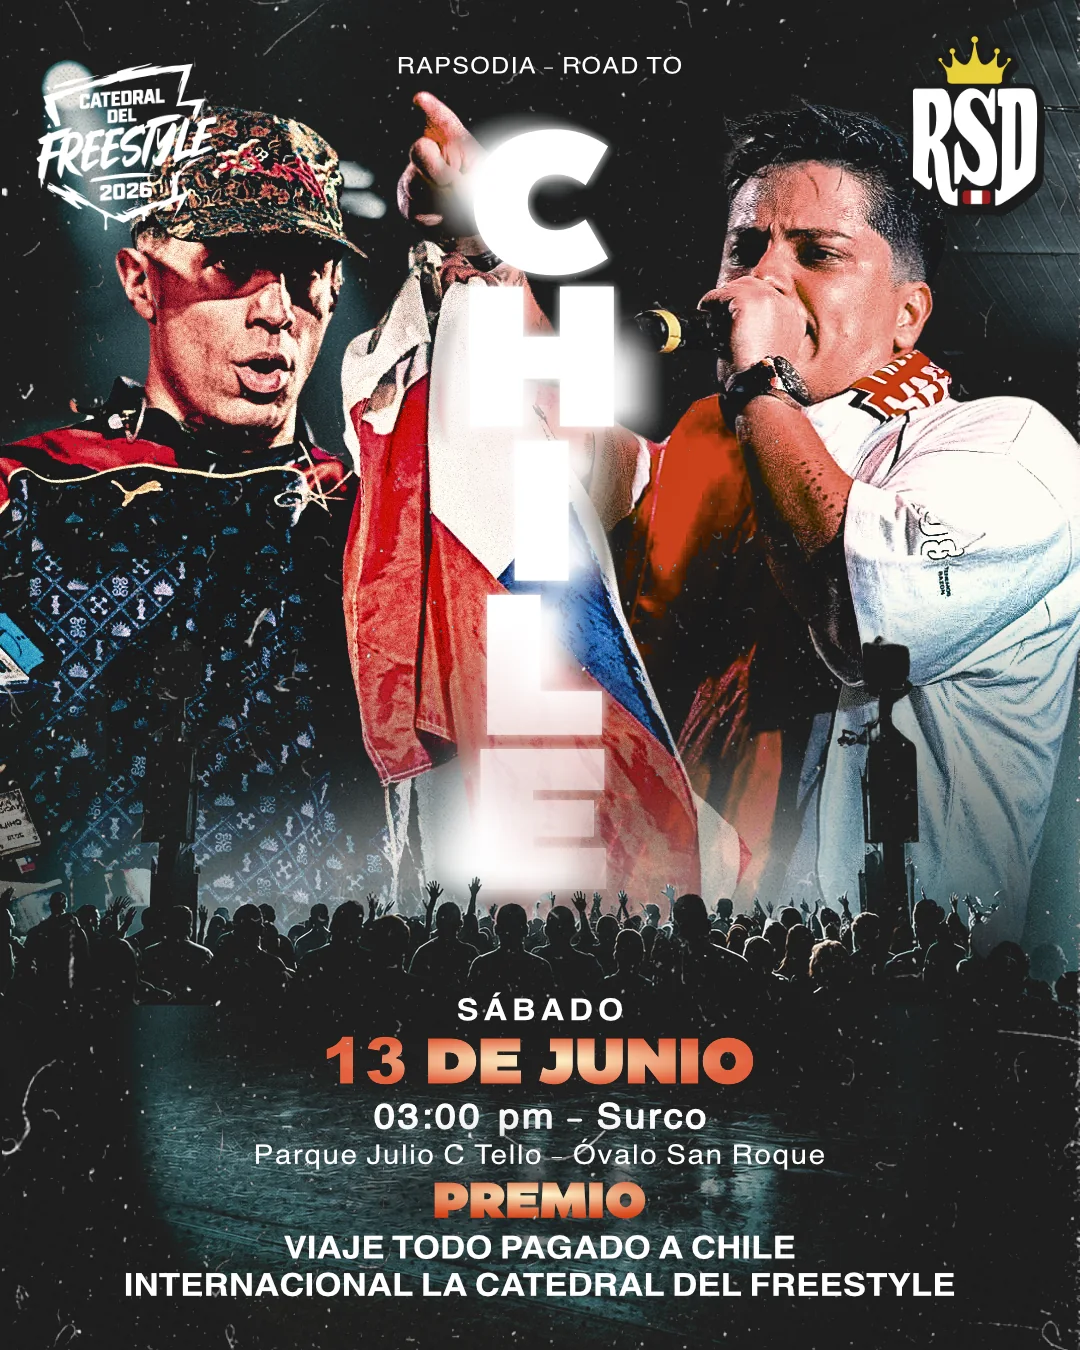 RAPSODIA – ROAD TO
CATEDRAL
DEL
FREESTYLE
2026
RSD
CHILE
SÁBADO
13 DE JUNIO
03:00 pm – Surco
Parque Julio C Tello – Óvalo San Roque
PREMIO
VIAJE TODO PAGADO A CHILE
INTERNACIONAL LA CATEDRAL DEL FREESTYLE